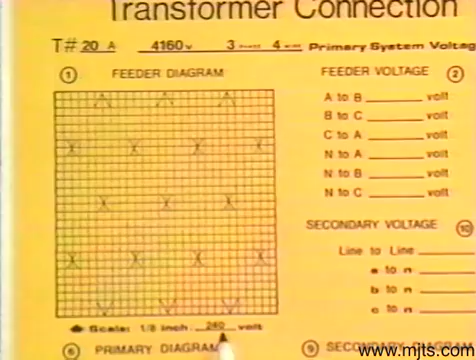 Transformer Connection
T# 20 A 4160 v 3 4 Primary System Voltag
1 FEEDER DIAGRAM
FEEDER VOLTAGE 2
A to B volt
B to C volt
C to A volt
N to A volt
N to B volt
N to C volt
SECONDARY VOLTAGE 10
Line to Line
a to n
b to n
c to n
Scale: 1/8 inch 240 volt
6 PRIMARY DIAGRAM
9 SECONDARY DIAGRAM
www.mjts.com